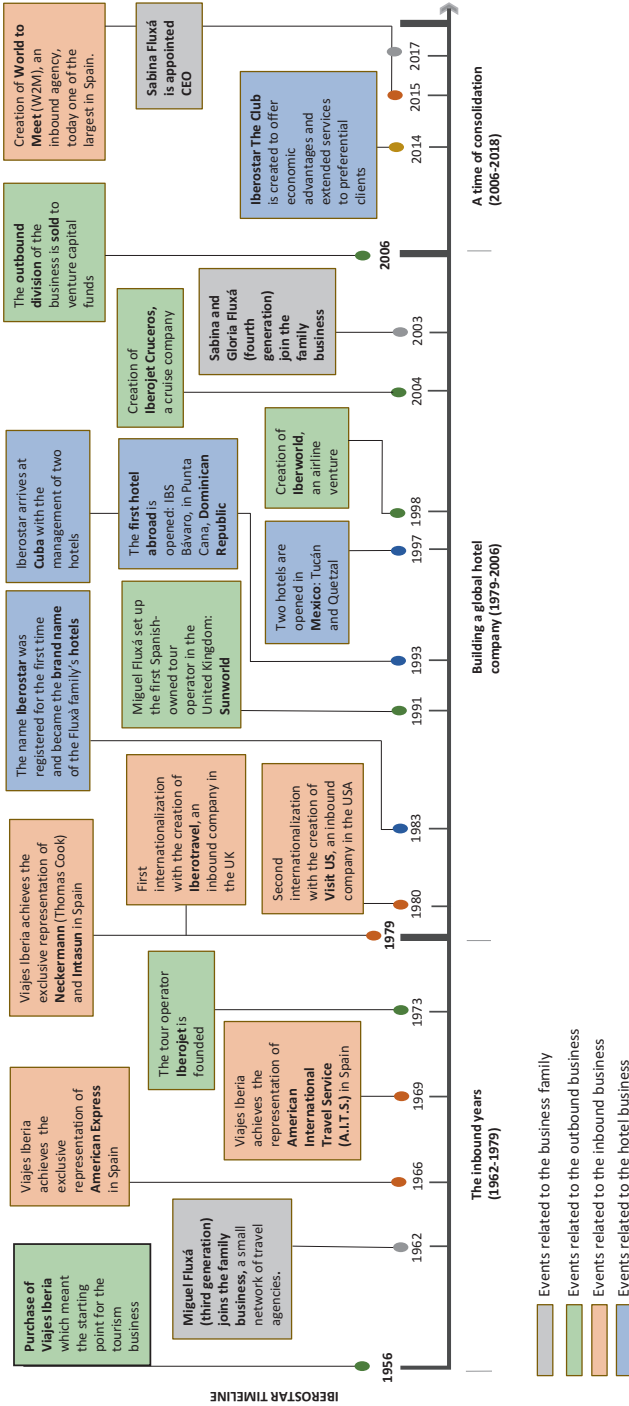 IBEROSTAR TIMELINE
Purchase of
Viajes Iberia
which meant
the starting
point for the
tourism
business
Miguel Fluxá
(third generation)
joins the family
business, a small
network of travel
agencies.
Viajes Iberia
achieves the
exclusive
representation of
American Express
in Spain
Viajes Iberia
achieves the
representation of
American
International
Travel Service
(A.I.T.S.) in Spain
The tour operator
Iberojet is
founded
Viajes Iberia achieves the
exclusive representation of
Neckermann (Thomas Cook)
and Intasun in Spain
First
internationalization
with the creation of
Iberotravel, an
inbound company in
the UK
Second
internationalization
with the creation of
Visit US, an inbound
company in the USA
The name Iberostar was
registered for the first time
and became the brand name
of the Fluxà family’s hotels
Miguel Fluxá set up
the first Spanish-
owned tour
operator in the
United Kingdom:
Sunworld
Iberostar arrives at
Cuba with the
management of two
hotels
The first hotel
abroad is
opened: IBS
Bávaro, in Punta
Cana, Dominican
Republic
Two hotels are
opened in
Mexico: Tucán
and Quetzal
Creation of
Iberworld,
an airline
venture
Creation of
Iberojet Cruceros,
a cruise company
Sabina and
Gloria Fluxá
(fourth
generation)
join the
family
business
The outbound
division of the
business is sold to
venture capital
funds
Iberostar The Club
is created to offer
economic
advantages and
extended services
to preferential
clients
Creation of World to
Meet (W2M), an
inbound agency,
today one of the
largest in Spain.
Sabina Fluxá
is appointed
CEO
1956
1962
1966
1969
1973
1979
1980
1983
1991
1993
1997
1998
2004
2003
2006
2014
2015
2017
The inbound years
(1962-1979)
Building a global hotel
company (1979-2006)
A time of consolidation
(2006-2018)
Events related to the business family
Events related to the outbound business
Events related to the inbound business
Events related to the hotel business